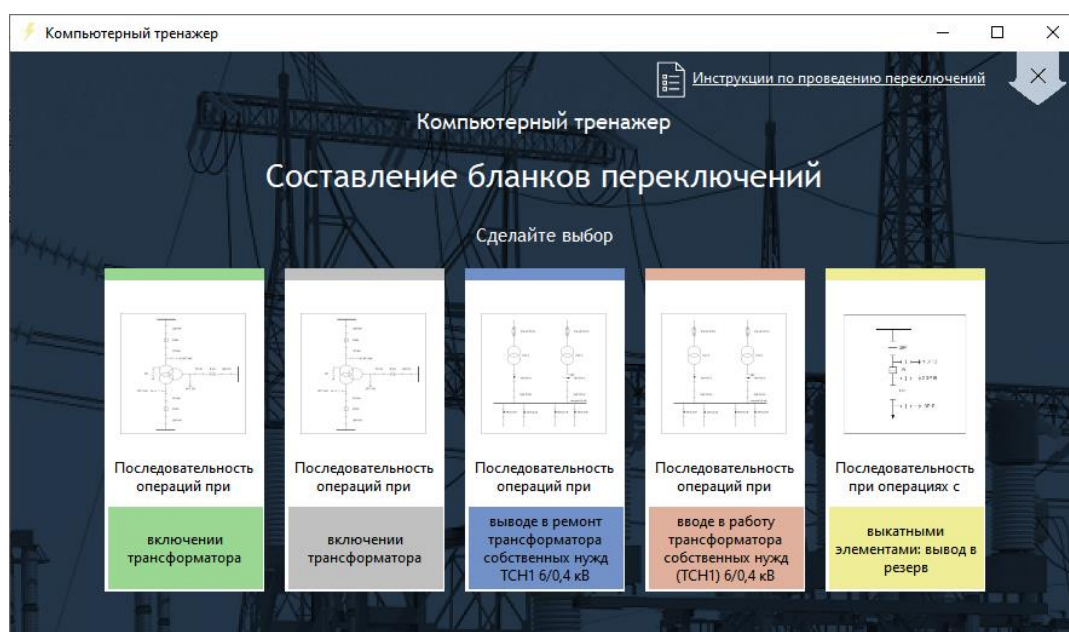 Компьютерный тренажер
Инструкции по проведению переключений
Компьютерный тренажер
Составление бланков переключений
Сделайте выбор
Последовательность
операций при
включении
трансформатора
Последовательность
операций при
включении
трансформатора
Последовательность
операций при
выводе в ремонт
трансформатора
собственных нужд
ТСН1 6/0,4 кВ
Последовательность
операций при
вводе в работу
трансформатора
собственных нужд
(ТСН1) 6/0,4 кВ
Последовательность
при операциях с
выкатными
элементами: вывод в
резерв